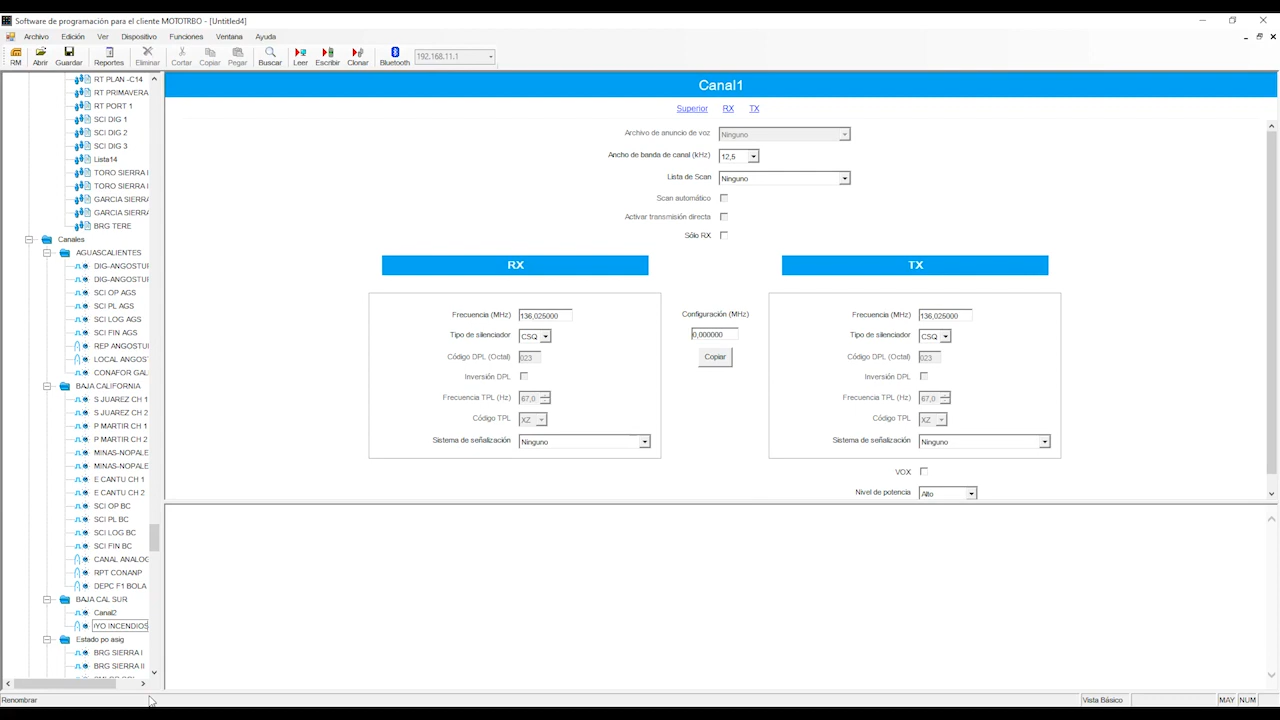 Software de programación para el cliente MOTOTRBO - [Untitled4]
Archivo Edición Ver Dispositivo Funciones Ventana Ayuda
RM Abrir Guardar Reportes Eliminar Cortar Copiar Pegar Buscar Leer Escribir Clonar Bluetooth 192.168.11.1
RT PLAN -C14
RT PRIMAVERA
RT PORT 1
SCI DIG 1
SCI DIG 2
SCI DIG 3
Lista14
TORO SIERRA I
TORO SIERRA I
GARCIA SIERRA
GARCIA SIERRA
BRG TERE
Canales
AGUASCALIENTES
DIG-ANGOSTUR
DIG-ANGOSTUR
SCI OP AGS
SCI PL AGS
SCI LOG AGS
SCI FIN AGS
REP ANGOSTUR
LOCAL ANGOST
CONAFOR GAL
BAJA CALIFORNIA
S JUAREZ CH 1
S JUAREZ CH 2
P MARTIR CH 1
P MARTIR CH 2
MINAS-NOPALE
MINAS-NOPALE
E CANTU CH 1
E CANTU CH 2
SCI OP BC
SCI PL BC
SCI LOG BC
SCI FIN BC
CANAL ANALOG
RPT CONANP
DEPC F1 BOLA
BAJA CAL SUR
Canal2
IYO INCENDIOS
Estado po asig
BRG SIERRA I
BRG SIERRA II
Canal1
Superior RX TX
Archivo de anuncio de voz Ninguno
Ancho de banda de canal (kHz) 12,5
Lista de Scan Ninguno
Scan automático
Activar transmisión directa
Sólo RX
RX
Frecuencia (MHz) 136,025000
Tipo de silenciador CSQ
Código DPL (Octal) 023
Inversión DPL
Frecuencia TPL (Hz) 67,0
Código TPL XZ
Sistema de señalización Ninguno
Configuración (MHz)
0,000000
Copiar
TX
Frecuencia (MHz) 136,025000
Tipo de silenciador CSQ
Código DPL (Octal) 023
Inversión DPL
Frecuencia TPL (Hz) 67,0
Código TPL XZ
Sistema de señalización Ninguno
VOX
Nivel de potencia Alto
Renombrar Vista Básico MAY NUM